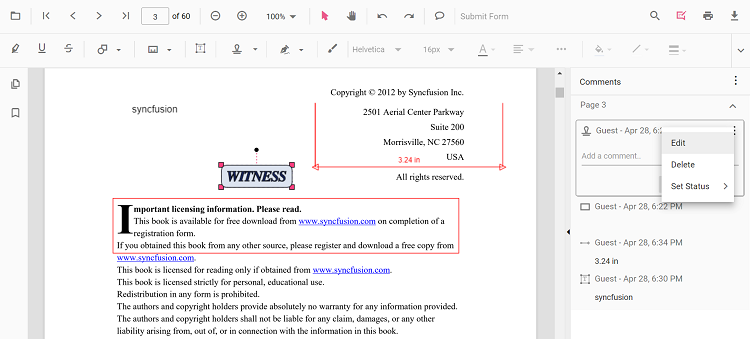 3 of 60
100%
Submit Form
Helvetica
16px
Comments
Page 3
Guest - Apr 28, 6:2
Add a comment..
Edit
Delete
Set Status
Guest - Apr 28, 6:22 PM
Guest - Apr 28, 6:34 PM
3.24 in
Guest - Apr 28, 6:30 PM
syncfusion
Copyright © 2012 by Syncfusion Inc.
syncfusion
2501 Aerial Center Parkway
Suite 200
Morrisville, NC 27560
3.24 in
USA
All rights reserved.
WITNESS
Important licensing information. Please read.
This book is available for free download from www.syncfusion.com on completion of a
registration form.
If you obtained this book from any other source, please register and download a free copy from
www.syncfusion.com.
This book is licensed for reading only if obtained from www.syncfusion.com.
This book is licensed strictly for personal, educational use.
Redistribution in any form is prohibited.
The authors and copyright holders provide absolutely no warranty for any information provided.
The authors and copyright holders shall not be liable for any claim, damages, or any other
liability arising from, out of, or in connection with the information in this book.